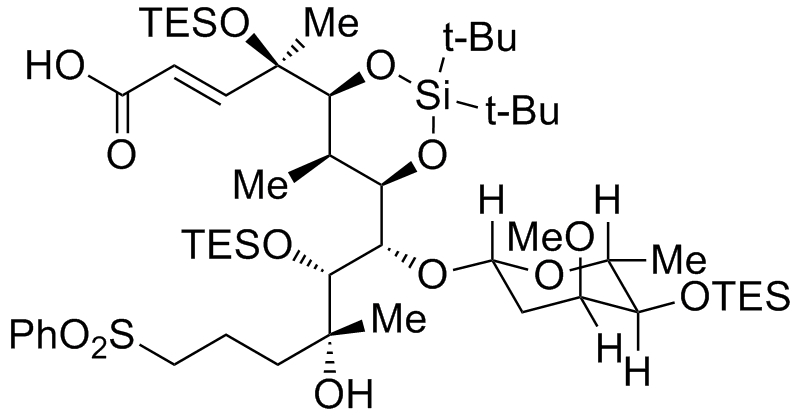 TESO Me
HO O Si t-Bu
t-Bu
O O
Me
H MeO H
TESO O O Me
OTES
PhO2S Me
H H
OH